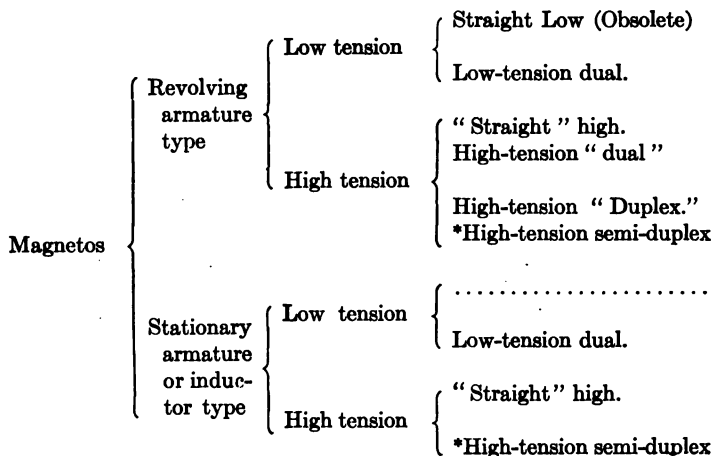 Straight Low (Obsolete)
Low tension
Low-tension dual.
Revolving
armature
type
“ Straight ” high.
High-tension “ dual ”
High tension
High-tension “ Duplex.”
*High-tension semi-duplex
Magnetos
........................
Low tension
Low-tension dual.
Stationary
armature
or induc-
tor type
“ Straight ” high.
High tension
*High-tension semi-duplex